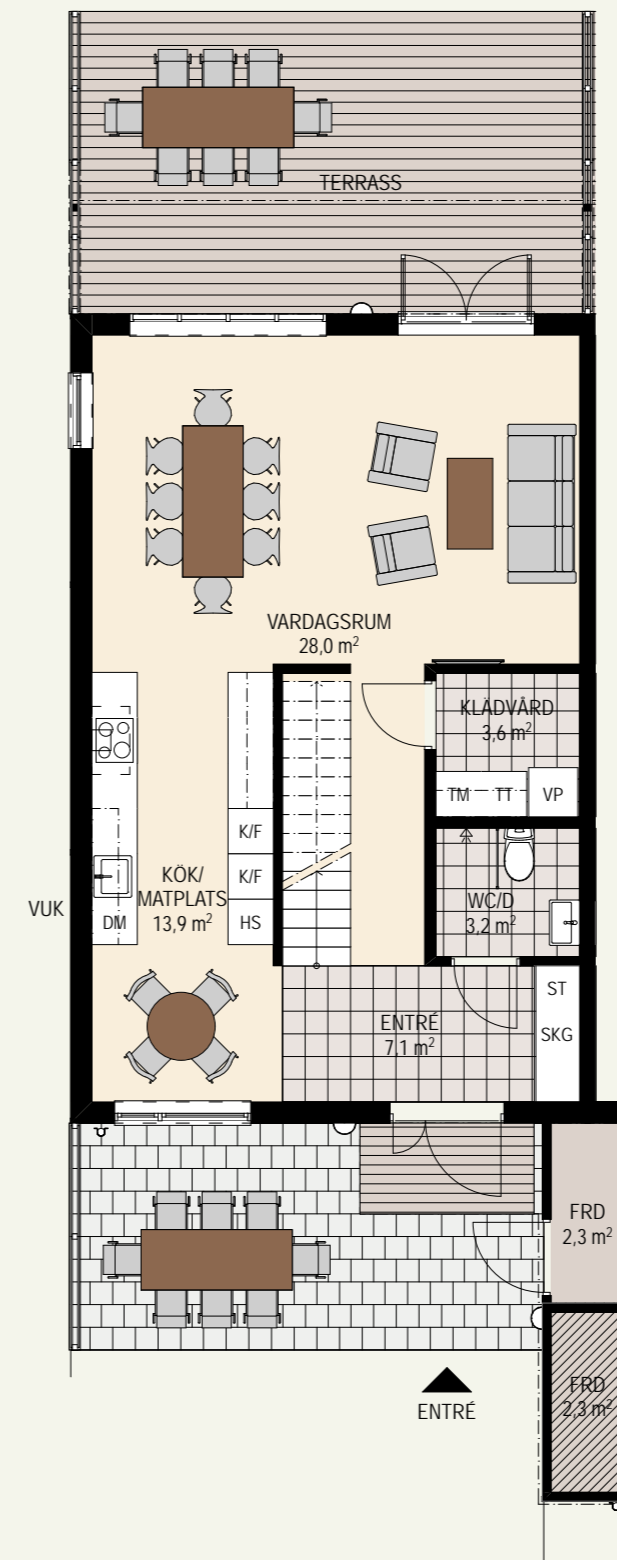 TERRASS
VARDAGSRUM
28,0 m²
KLÄDVÅRD
3,6 m²
TM TT VP
K/F
K/F
HS
KÖK/
MATPLATS
13,9 m²
DM
VUK
WC/D
3,2 m²
ST
SKG
ENTRÉ
7,1 m²
FRD
2,3 m²
FRD
2,3 m²
ENTRÉ